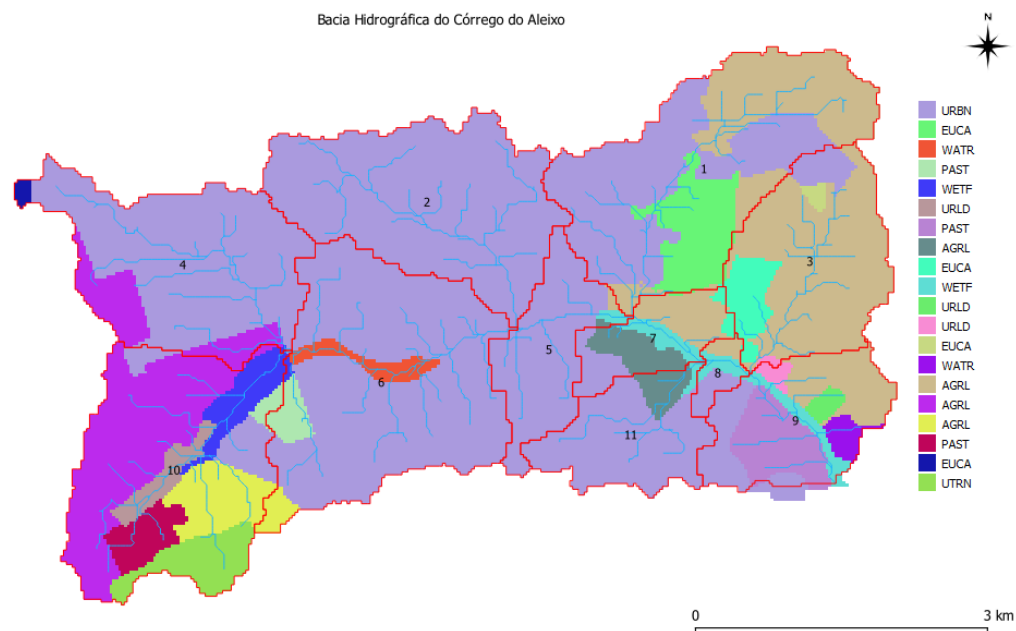 Bacia Hidrográfica do Córrego do Aleixo
N
URBN
EUCA
WATR
PAST
WETF
URLD
PAST
AGRL
EUCA
WETF
URLD
URLD
EUCA
WATR
AGRL
AGRL
AGRL
PAST
EUCA
UTRN
1
2
3
4
5
6
7
8
9
10
11
0 3 km